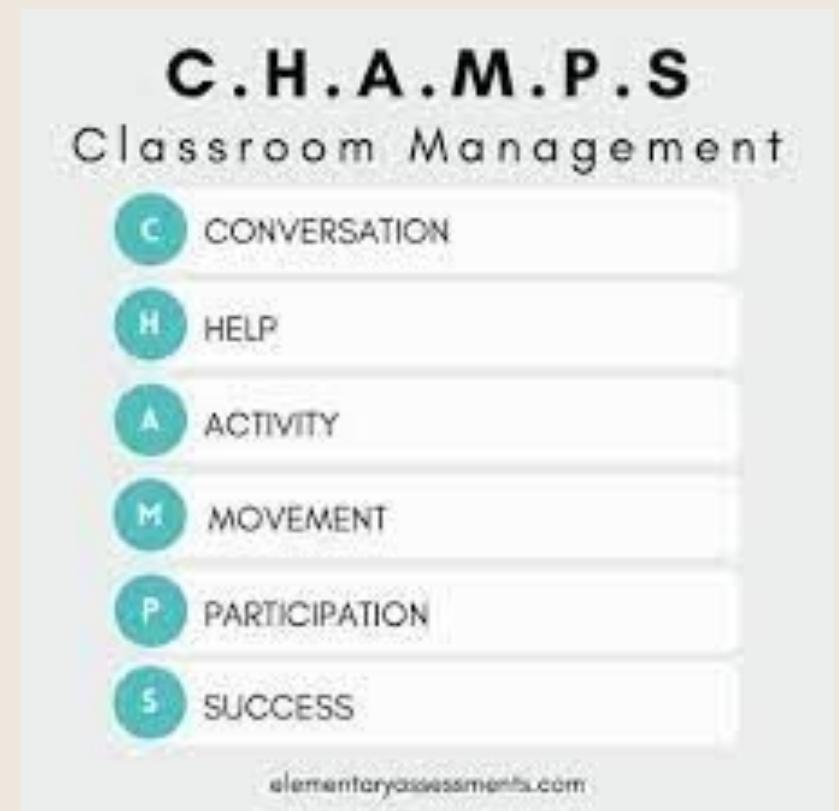 C.H.A.M.P.S
Classroom Management
C CONVERSATION
H HELP
A ACTIVITY
M MOVEMENT
P PARTICIPATION
S SUCCESS
elementaryassessments.com